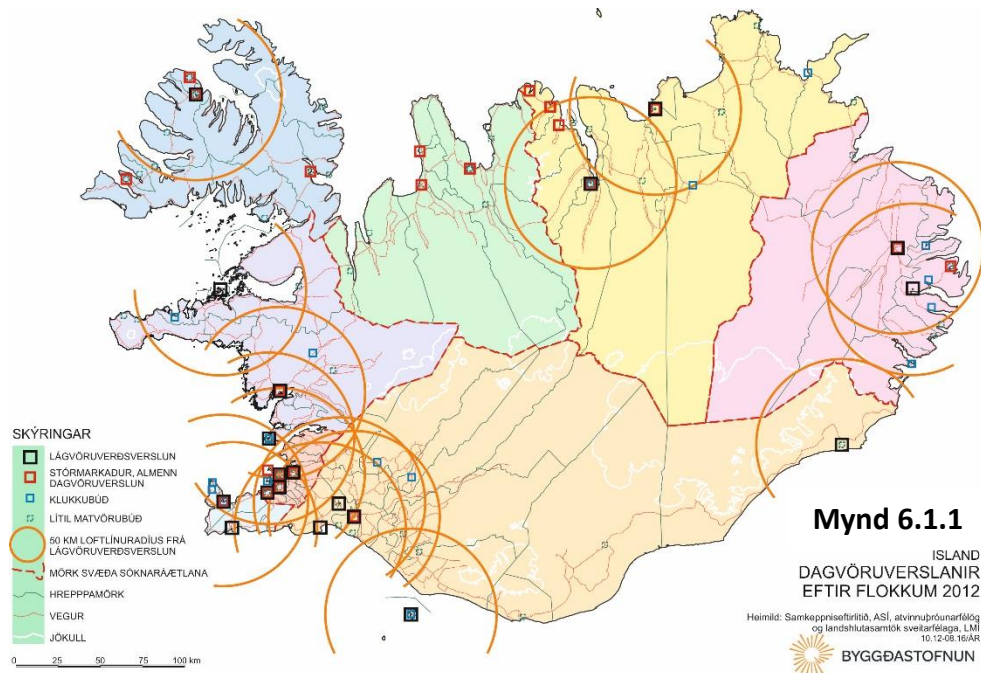 SKÝRINGAR
LÁGVÖRUVERÐSVERSLUN
STÓRMARKAÐUR, ALMENN
DAGVÖRUVERSLUN
KLUKKUBÚÐ
LÍTIL MATVÖRUBÚÐ
50 KM LOFTLÍNURADÍUS FRÁ
LÁGVÖRUVERÐSVERSLUN
MÖRK SVÆÐA SÓKNARÁÆTLANA
HREPPPAMÖRK
VEGUR
JÖKULL
0 25 50 100 km
Mynd 6.1.1
ISLAND
DAGVÖRUVERSLANIR
EFTIR FLOKKUM 2012
Heimild: Samkeppniseftirlitið, ASÍ, atvinnuþróunarfélög
og landshlutasamtök sveitarfélaga, LMÍ
10.12-08.16/ÁR
BYGGÐASTOFNUN